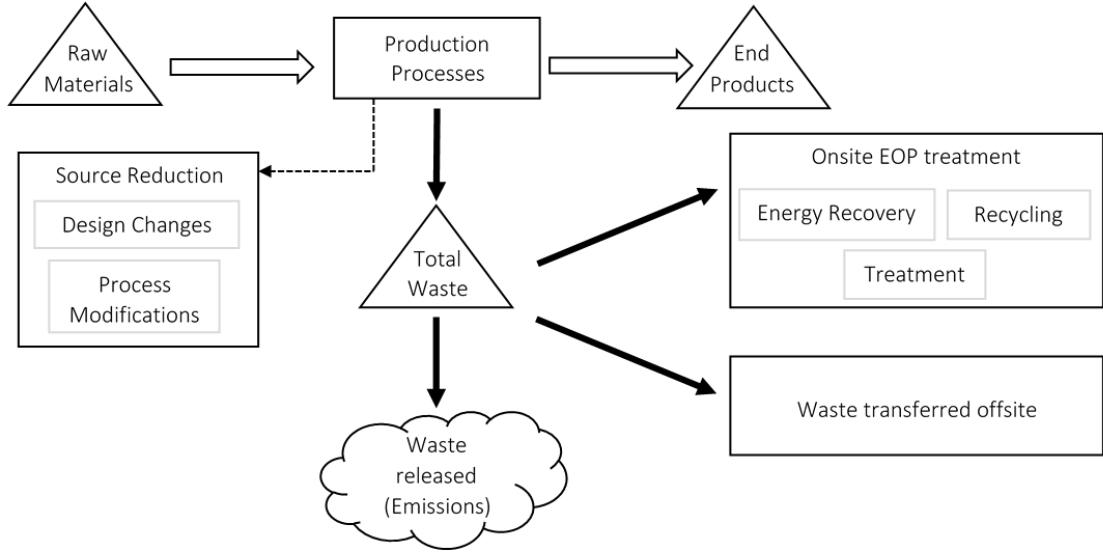 Raw
Materials
Production
Processes
End
Products
Source Reduction
Design Changes
Process
Modifications
Total
Waste
Onsite EOP treatment
Energy Recovery
Recycling
Treatment
Waste
released
(Emissions)
Waste transferred offsite